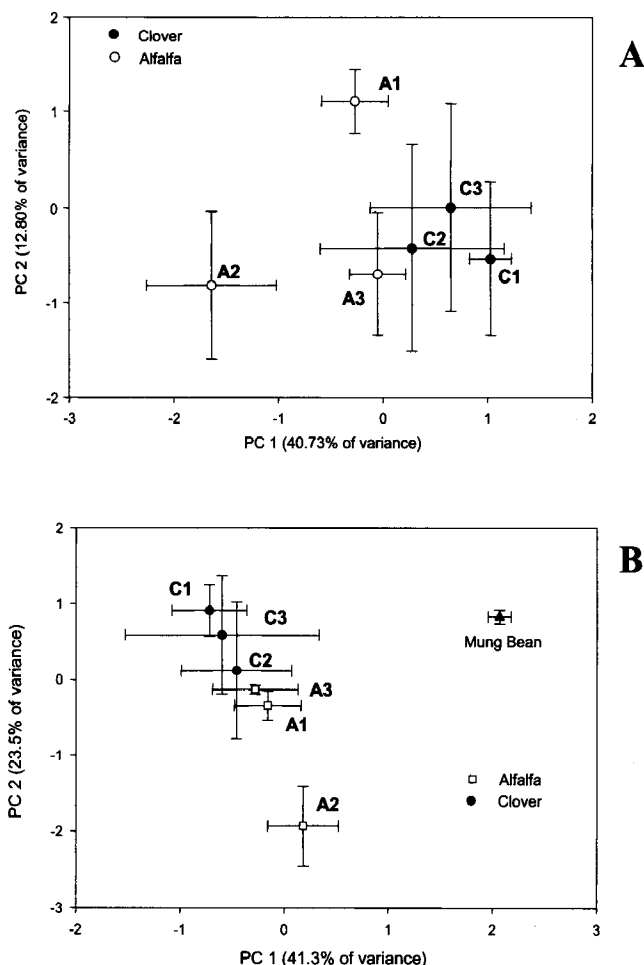 A
Clover
Alfalfa
2
1
0
-1
-2
PC 2 (12.80% of variance)
A1
C3
C2
C1
A2
A3
-3
-2
-1
0
1
2
PC 1 (40.73% of variance)
B
2
1
0
-1
-2
-3
PC 2 (23.5% of variance)
C1
C3
C2
A3
A1
A2
Mung Bean
Alfalfa
Clover
-2
-1
0
1
2
3
PC 1 (41.3% of variance)